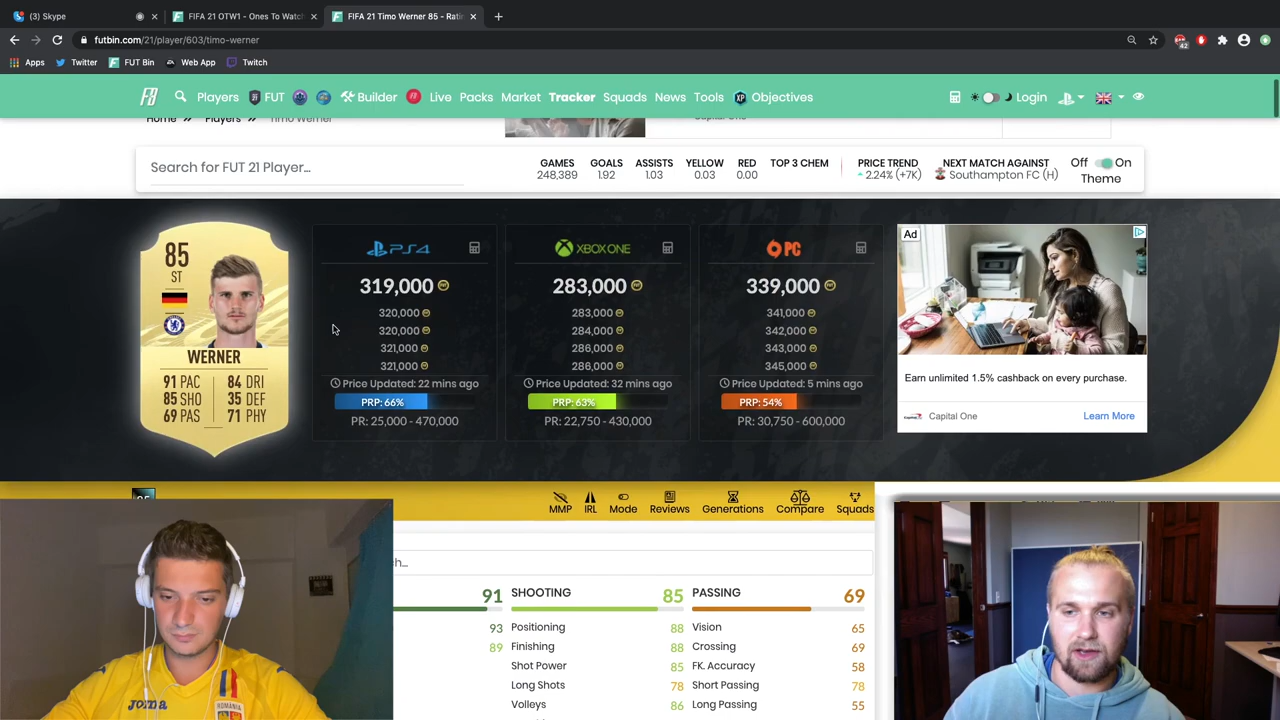 (3) Skype
FIFA 21 OTW1 - Ones To Watch
FIFA 21 Timo Werner 85 - Rati
futbin.com/21/player/603/timo-werner
42
Apps Twitter FUT Bin Web App Twitch
Players FUT Builder Live Packs Market Tracker Squads News Tools XP Objectives Login
Home Players Timo Werner
Capital One
Search for FUT 21 Player...
GAMES GOALS ASSISTS YELLOW RED TOP 3 CHEM PRICE TREND NEXT MATCH AGAINST
248,389 1.92 1.03 0.03 0.00 2.24% (+7K) Southampton FC (H)
Off On
Theme
85
ST
WERNER
91 PAC 84 DRI
85 SHO 35 DEF
69 PAS 71 PHY
PS4
319,000
320,000
320,000
321,000
321,000
Price Updated: 22 mins ago
PRP: 66%
PR: 25,000 - 470,000
XBOX ONE
283,000
283,000
284,000
286,000
286,000
Price Updated: 32 mins ago
PRP: 63%
PR: 22,750 - 430,000
PC
339,000
341,000
342,000
343,000
345,000
Price Updated: 5 mins ago
PRP: 54%
PR: 30,750 - 600,000
Ad
Earn unlimited 1.5% cashback on every purchase.
Capital One Learn More
MMP IRL Mode Reviews Generations Compare Squads
ch...
91 SHOOTING 85 PASSING 69
93 Positioning 88 Vision 65
89 Finishing 88 Crossing 69
Shot Power 85 FK. Accuracy 58
Long Shots 78 Short Passing 78
Volleys 86 Long Passing 55
Joma
ROMANIA